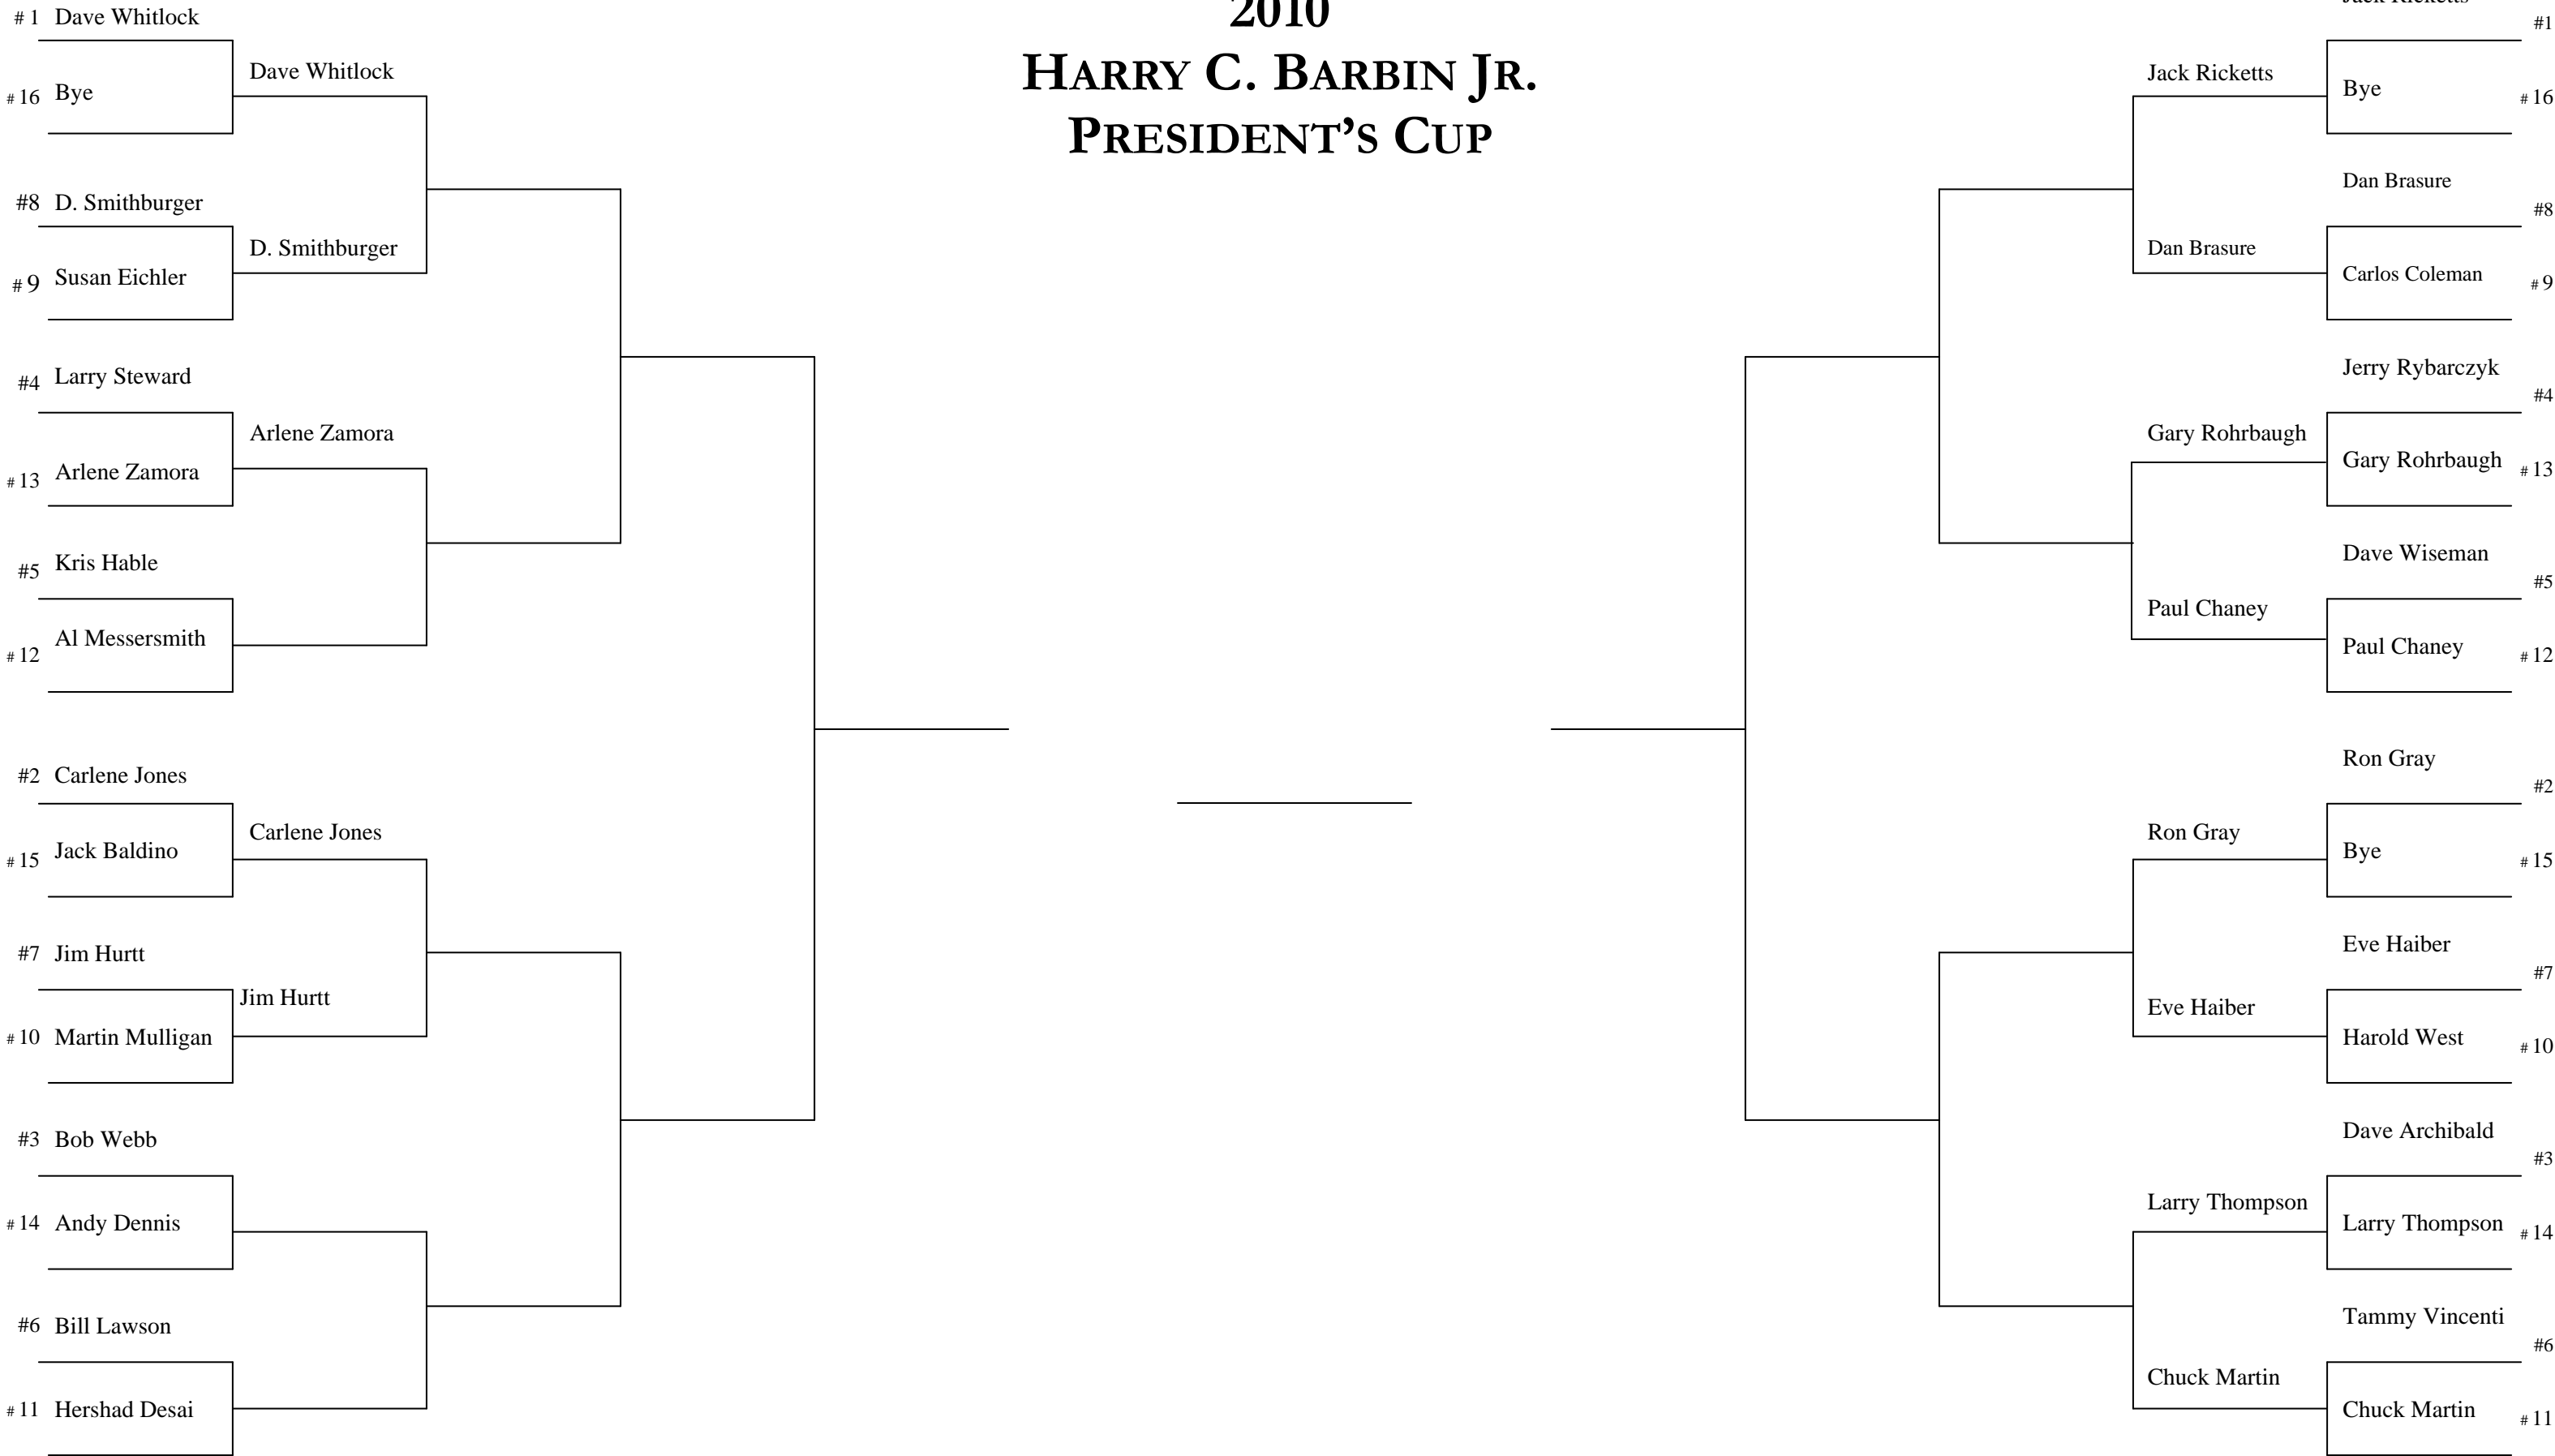 2010
HARRY C. BARBIN JR.
PRESIDENT'S CUP
# 1 Dave Whitlock
# 16 Bye
Dave Whitlock
#8 D. Smithburger
# 9 Susan Eichler
D. Smithburger
#4 Larry Steward
# 13 Arlene Zamora
Arlene Zamora
#5 Kris Hable
# 12 Al Messersmith
#2 Carlene Jones
# 15 Jack Baldino
Carlene Jones
#7 Jim Hurtt
# 10 Martin Mulligan
Jim Hurtt
#3 Bob Webb
# 14 Andy Dennis
#6 Bill Lawson
# 11 Hershad Desai
Jack Ricketts #1
Jack Ricketts
Bye # 16
Dan Brasure #8
Dan Brasure
Carlos Coleman # 9
Jerry Rybarczyk #4
Gary Rohrbaugh
Gary Rohrbaugh # 13
Dave Wiseman #5
Paul Chaney
Paul Chaney # 12
Ron Gray #2
Ron Gray
Bye # 15
Eve Haiber #7
Eve Haiber
Harold West # 10
Dave Archibald #3
Larry Thompson
Larry Thompson # 14
Tammy Vincenti #6
Chuck Martin
Chuck Martin # 11